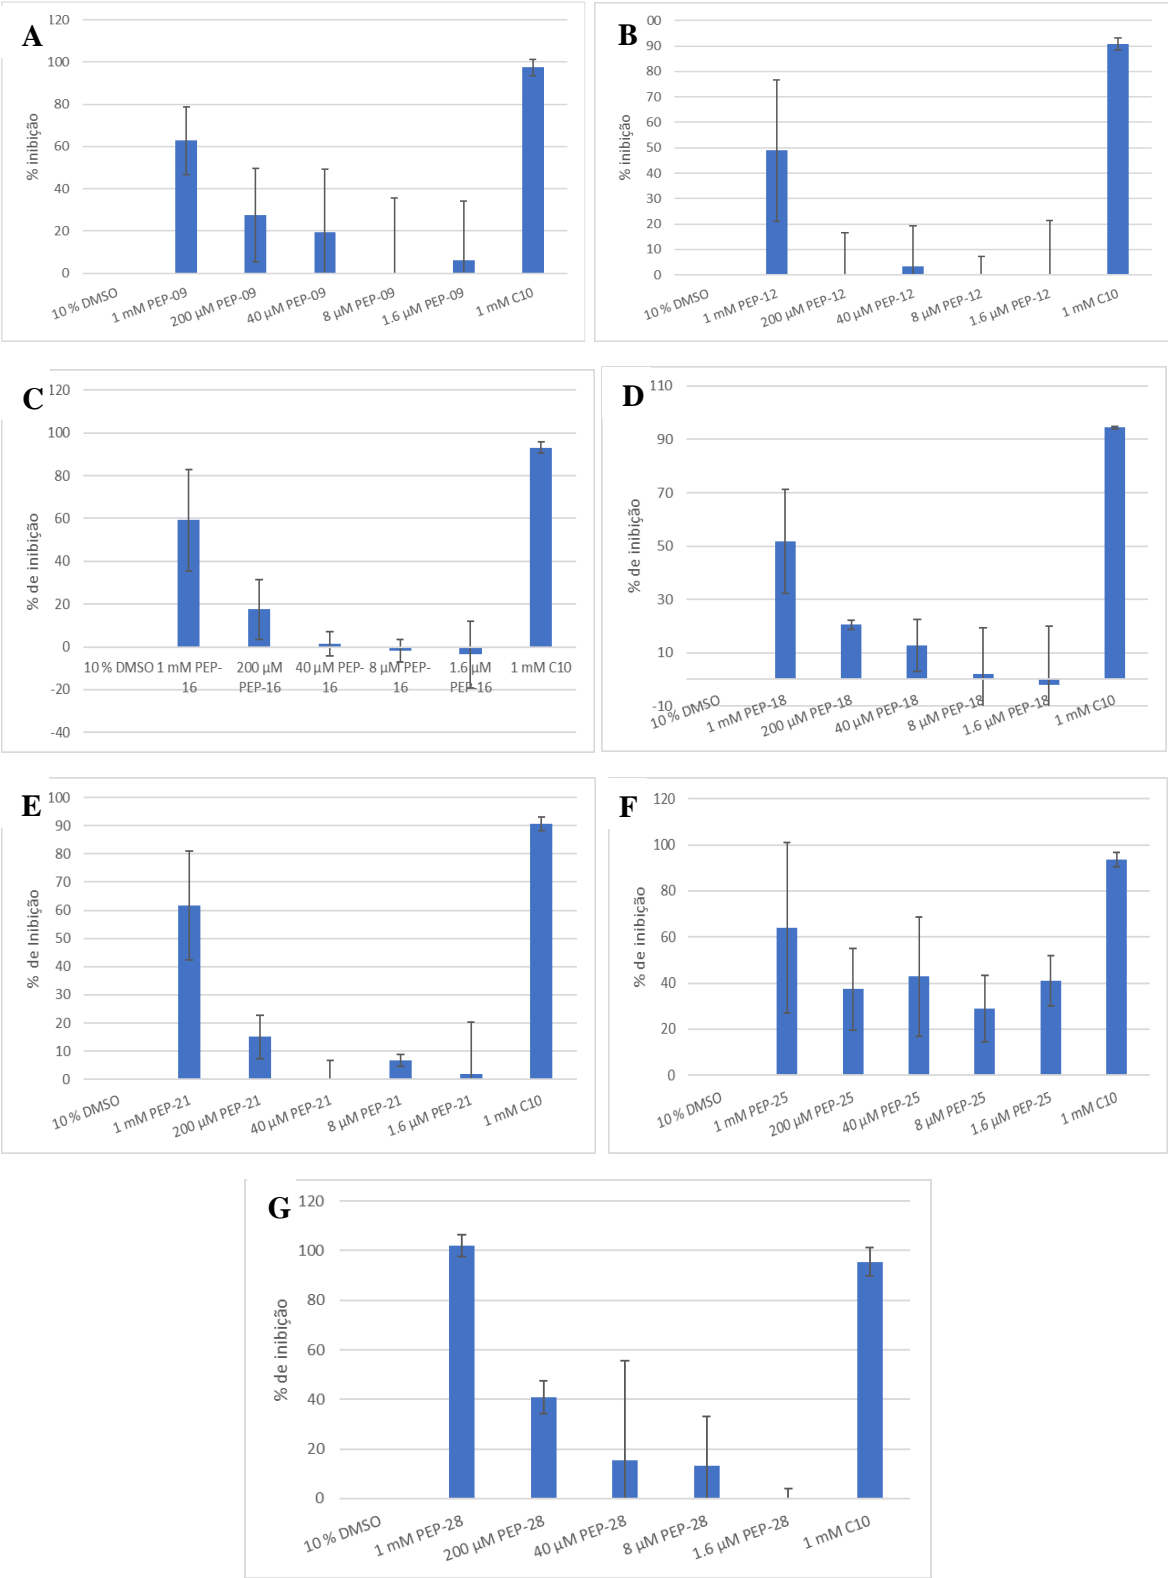 A
% inibição
120
100
80
60
40
20
0
10 % DMSO
1 mM PEP-09
200 µM PEP-09
40 µM PEP-09
8 µM PEP-09
1.6 µM PEP-09
1 mM C10
B
% inibição
00
90
80
70
60
50
40
30
20
10
0
10 % DMSO
1 mM PEP-12
200 µM PEP-12
40 µM PEP-12
8 µM PEP-12
1.6 µM PEP-12
1 mM C10
C
% de inibição
120
100
80
60
40
20
0
-20
-40
10 % DMSO
1 mM PEP-
16
200 µM
PEP-16
40 µM PEP-
16
8 µM PEP-
16
1.6 µM
PEP-16
1 mM C10
D
% de inibição
110
90
70
50
30
10
-10
10 % DMSO
1 mM PEP-18
200 µM PEP-18
40 µM PEP-18
8 µM PEP-18
1.6 µM PEP-18
1 mM C10
E
% de Inibição
100
90
80
70
60
50
40
30
20
10
0
10 % DMSO
1 mM PEP-21
200 µM PEP-21
40 µM PEP-21
8 µM PEP-21
1.6 µM PEP-21
1 mM C10
F
% de inibição
120
100
80
60
40
20
0
10 % DMSO
1 mM PEP-25
200 µM PEP-25
40 µM PEP-25
8 µM PEP-25
1.6 µM PEP-25
1 mM C10
G
% de inibição
120
100
80
60
40
20
0
10 % DMSO
1 mM PEP-28
200 µM PEP-28
40 µM PEP-28
8 µM PEP-28
1.6 µM PEP-28
1 mM C10